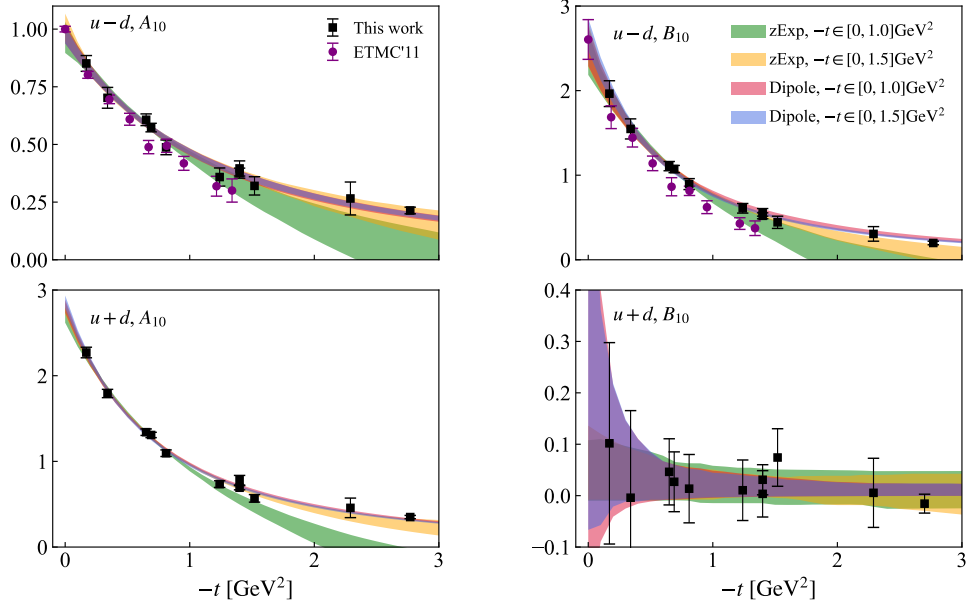 u−d, A₁₀
This work
ETMC'11
1.00
0.75
0.50
0.25
0.00
u−d, B₁₀
zExp, −t∈[0, 1.0]GeV²
zExp, −t∈[0, 1.5]GeV²
Dipole, −t∈[0, 1.0]GeV²
Dipole, −t∈[0, 1.5]GeV²
3
2
1
0
u+d, A₁₀
3
2
1
0
0 1 2 3
−t [GeV²]
u+d, B₁₀
0.4
0.3
0.2
0.1
0.0
−0.1
0 1 2 3
−t [GeV²]